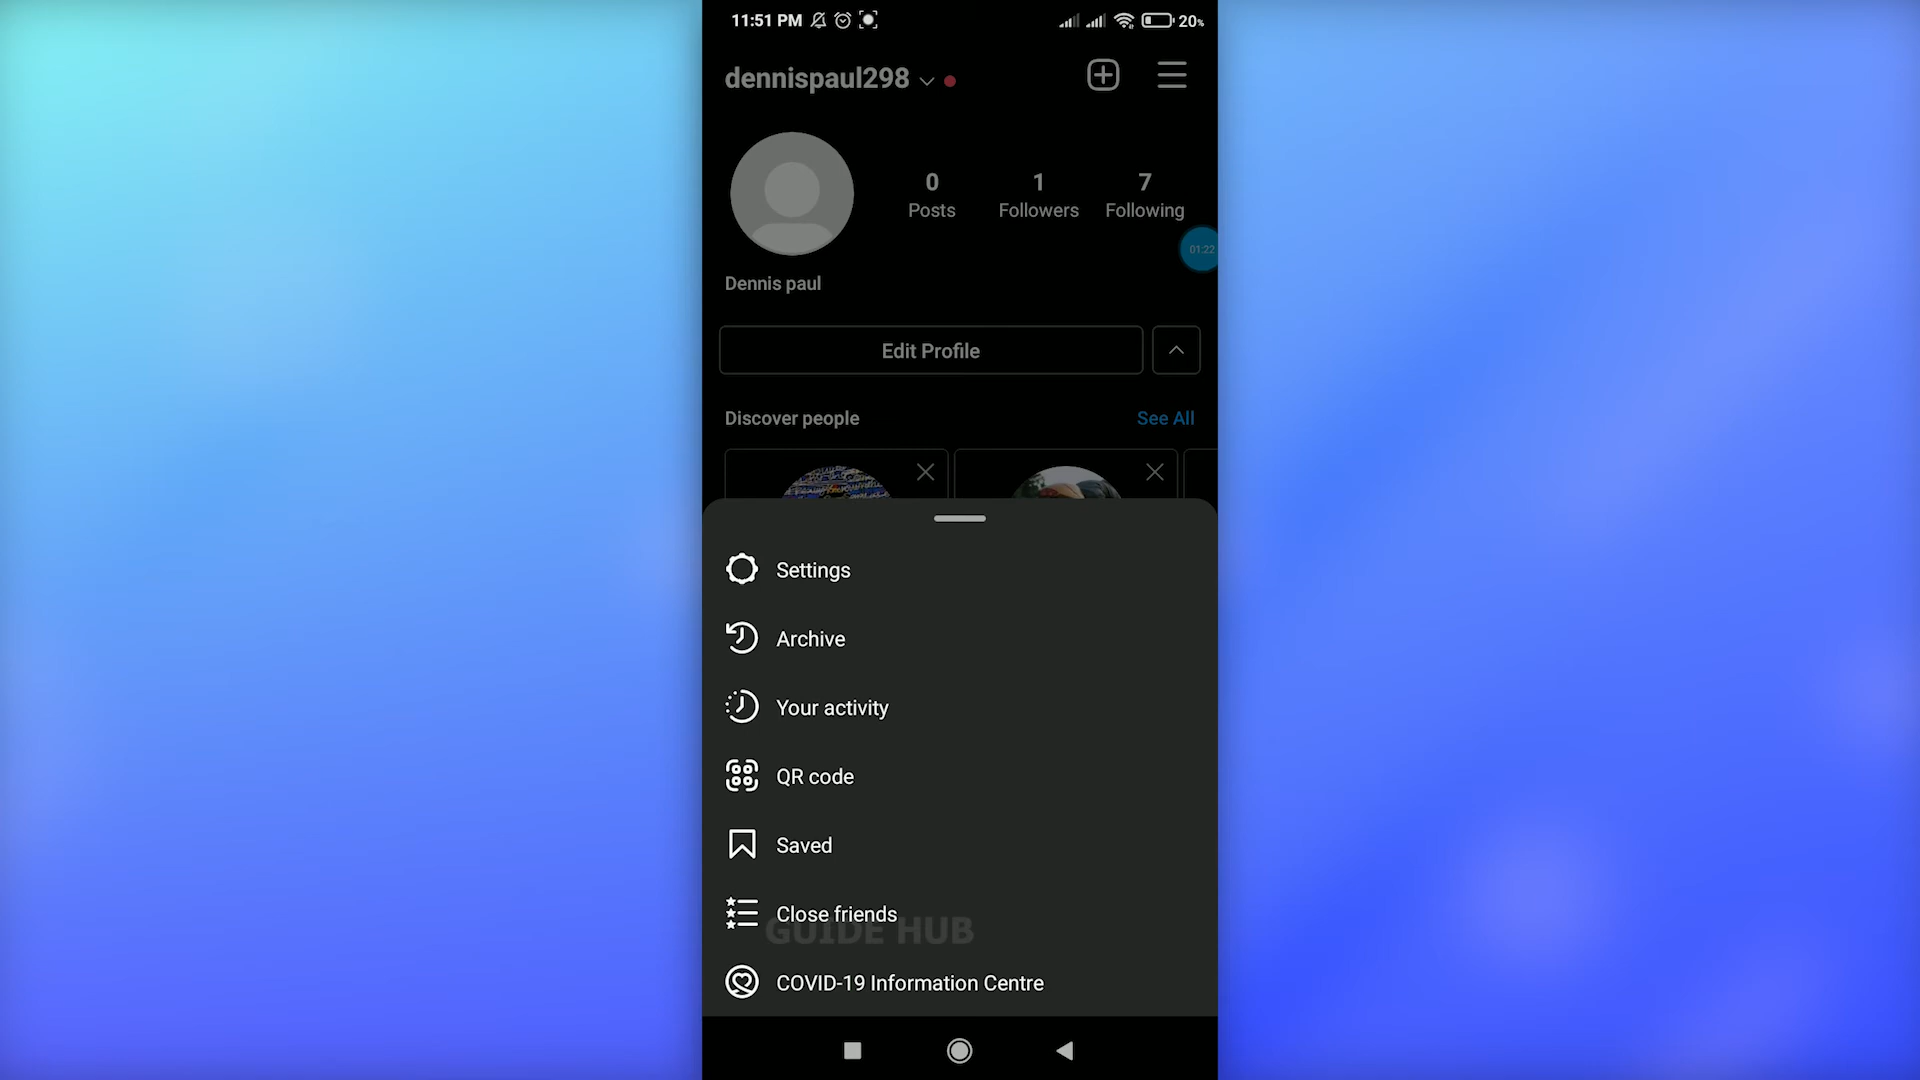 11:51 PM
20%
dennispaul298
0
1
7
Posts
Followers
Following
01:22
Dennis paul
Edit Profile
Discover people
See All
Settings
Archive
Your activity
QR code
Saved
Close friends
GUIDE HUB
COVID-19 Information Centre